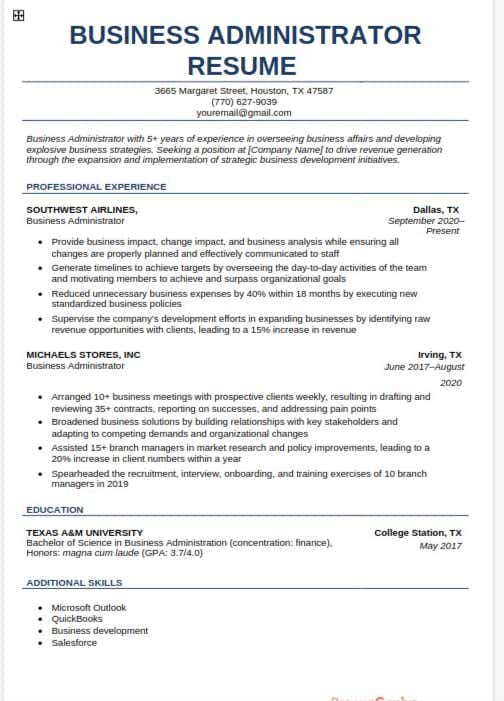 BUSINESS ADMINISTRATOR
RESUME
3665 Margaret Street, Houston, TX 47587
(770) 627-9039
youremail@gmail.com
Business Administrator with 5+ years of experience in overseeing business affairs and developing
explosive business strategies. Seeking a position at [Company Name] to drive revenue generation
through the expansion and implementation of strategic business development initiatives.
PROFESSIONAL EXPERIENCE
SOUTHWEST AIRLINES, Dallas, TX
Business Administrator September 2020–
Present
• Provide business impact, change impact, and business analysis while ensuring all
changes are properly planned and effectively communicated to staff
• Generate timelines to achieve targets by overseeing the day-to-day activities of the team
and motivating members to achieve and surpass organizational goals
• Reduced unnecessary business expenses by 40% within 18 months by executing new
standardized business policies
• Supervise the company's development efforts in expanding businesses by identifying raw
revenue opportunities with clients, leading to a 15% increase in revenue
MICHAELS STORES, INC Irving, TX
Business Administrator June 2017–August
2020
• Arranged 10+ business meetings with prospective clients weekly, resulting in drafting and
reviewing 35+ contracts, reporting on successes, and addressing pain points
• Broadened business solutions by building relationships with key stakeholders and
adapting to competing demands and organizational changes
• Assisted 15+ branch managers in market research and policy improvements, leading to a
20% increase in client numbers within a year
• Spearheaded the recruitment, interview, onboarding, and training exercises of 10 branch
managers in 2019
EDUCATION
TEXAS A&M UNIVERSITY College Station, TX
Bachelor of Science in Business Administration (concentration: finance), May 2017
Honors: magna cum laude (GPA: 3.7/4.0)
ADDITIONAL SKILLS
• Microsoft Outlook
• QuickBooks
• Business development
• Salesforce